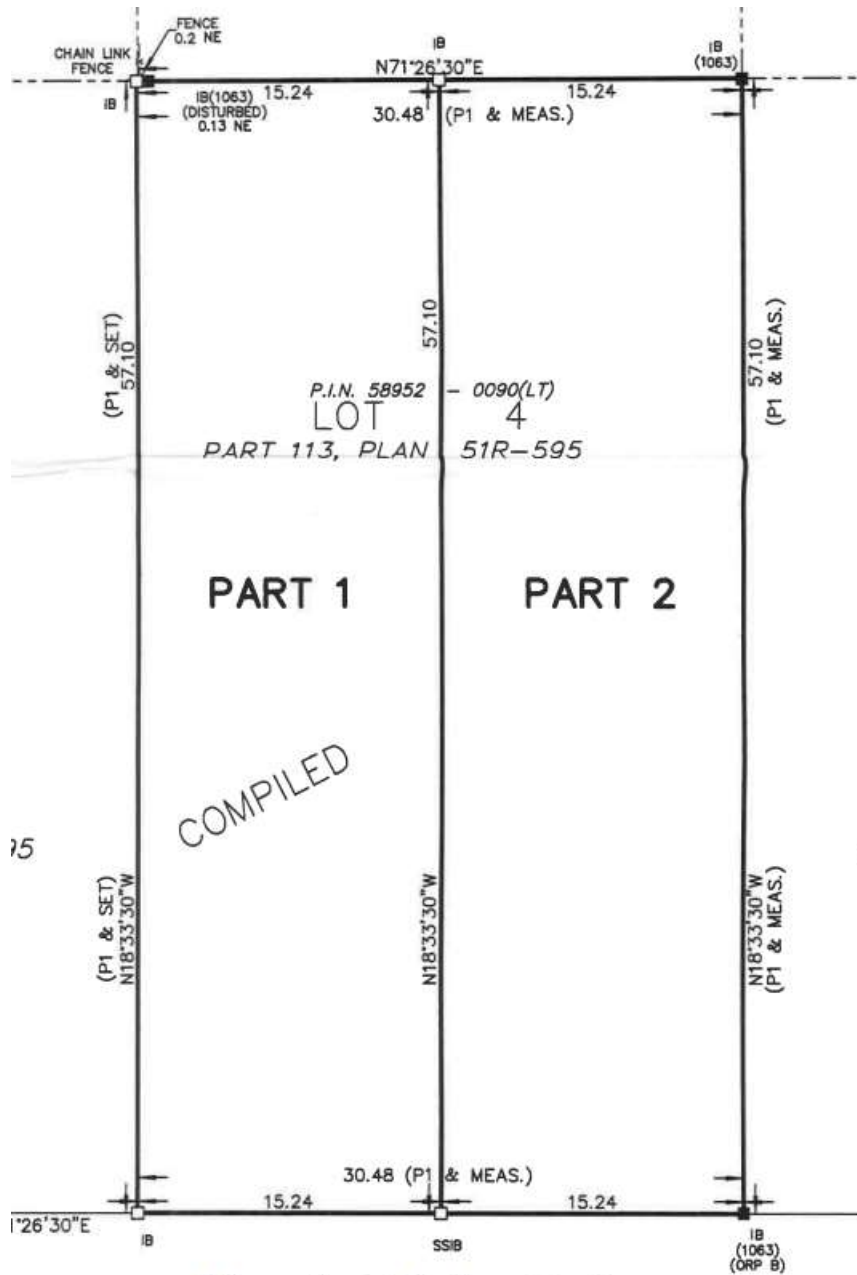 FENCE
0.2 NE
CHAIN LINK
FENCE
IB
N71°26'30"E
IB
(1063)
IB
IB(1063)
(DISTURBED)
0.13 NE
15.24
15.24
30.48 (P1 & MEAS.)
(P1 & SET)
57.10
57.10
57.10
(P1 & MEAS.)
P.I.N. 58952 - 0090(LT)
LOT 4
PART 113, PLAN 51R-595
PART 1
PART 2
COMPILED
95
(P1 & SET)
N18°33'30"W
N18°33'30"W
N18°33'30"W
(P1 & MEAS.)
30.48 (P1 & MEAS.)
15.24
15.24
1°26'30"E
IB
SSIB
IB
(1063)
(ORP B)